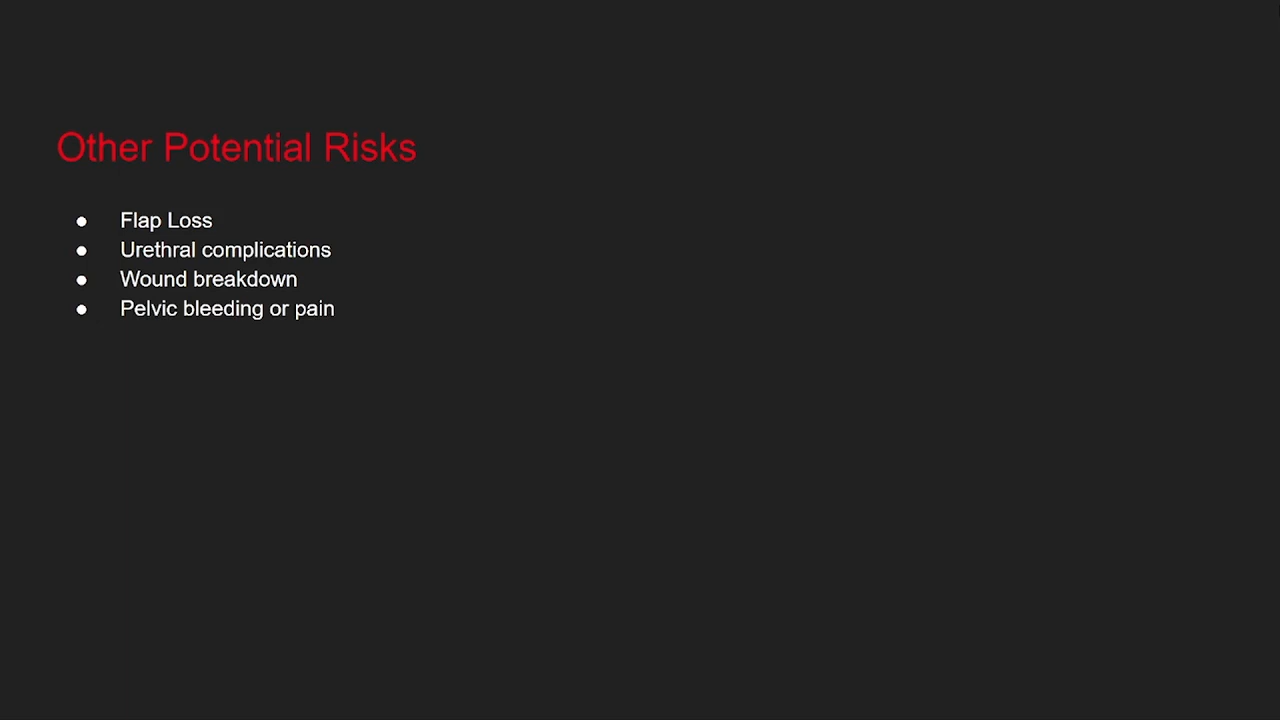 Other Potential Risks
● Flap Loss
● Urethral complications
● Wound breakdown
● Pelvic bleeding or pain